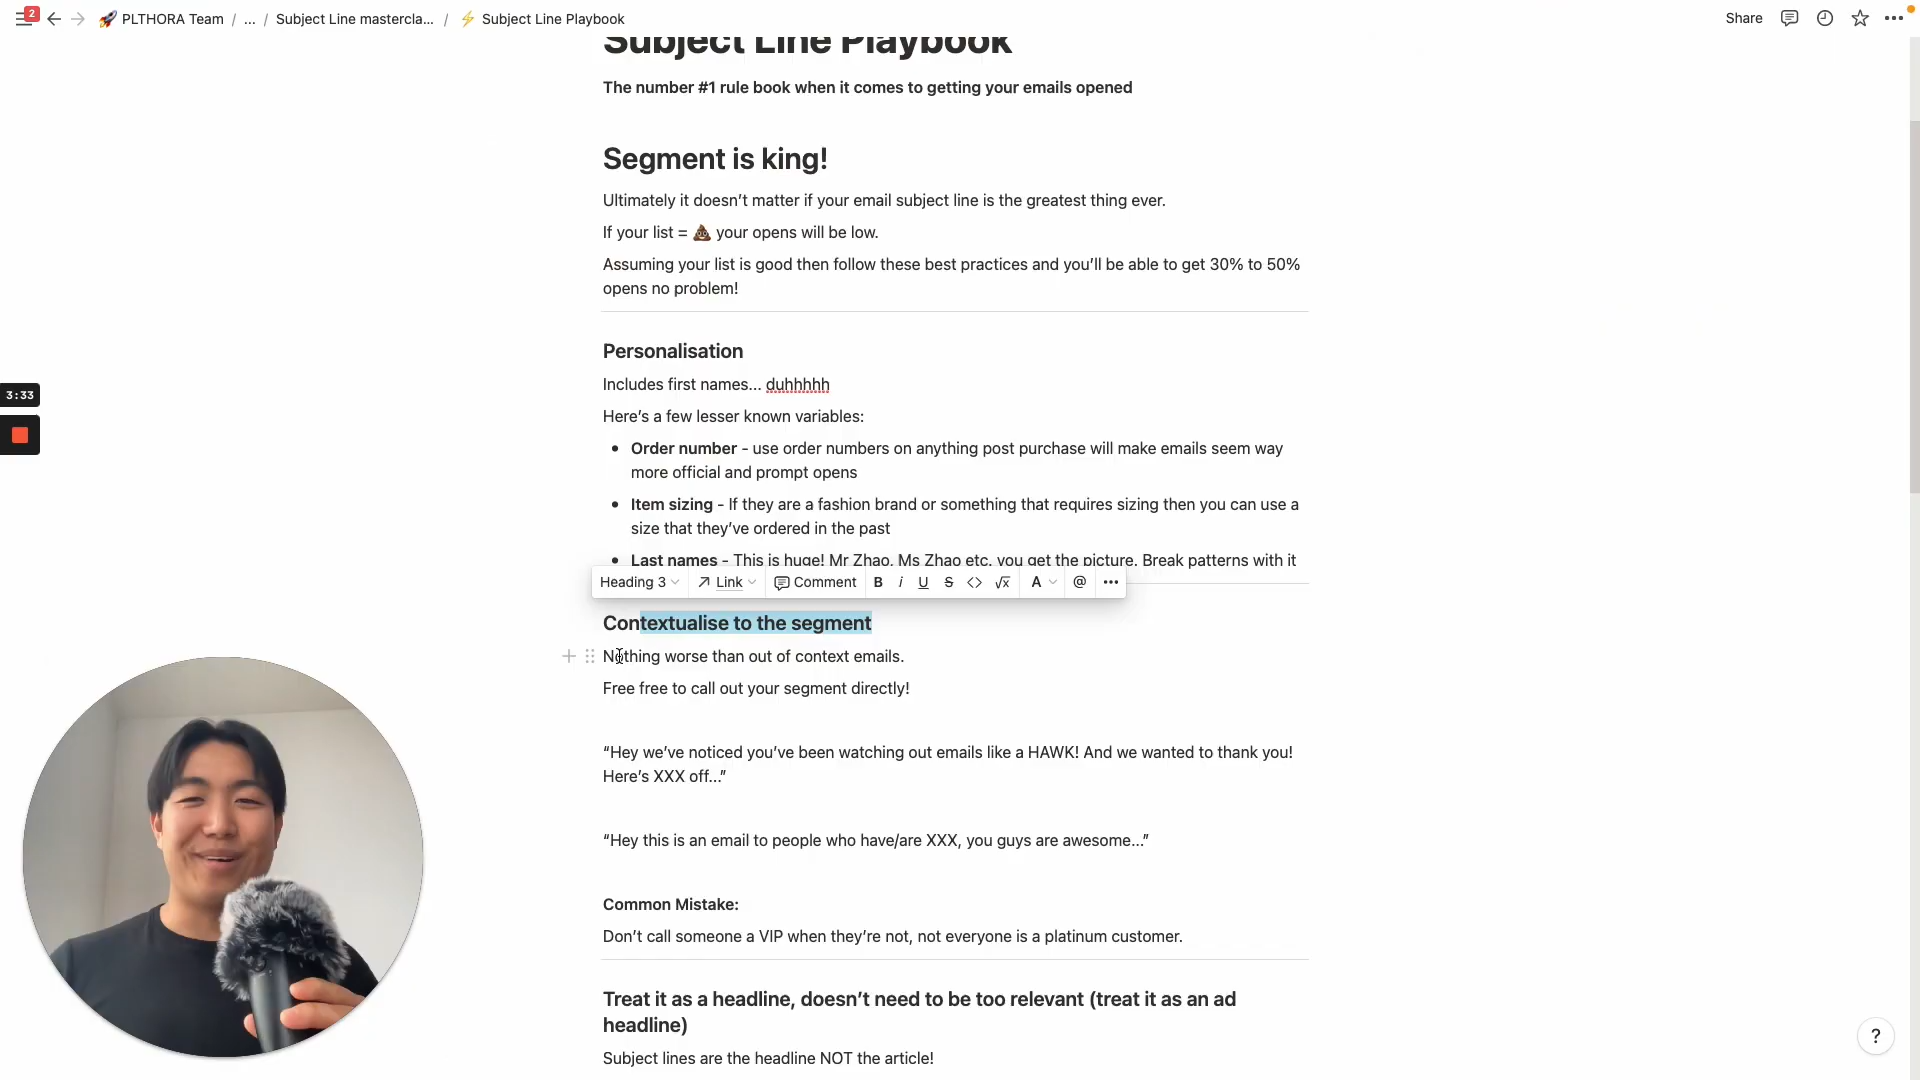 2
PLTHORA Team / ... / Subject Line mastercla... / Subject Line Playbook
Share
Subject Line Playbook
The number #1 rule book when it comes to getting your emails opened
Segment is king!
Ultimately it doesn’t matter if your email subject line is the greatest thing ever.
If your list = 💩 your opens will be low.
Assuming your list is good then follow these best practices and you’ll be able to get 30% to 50%
opens no problem!
Personalisation
3:33
Includes first names... duhhhhh
Here’s a few lesser known variables:
• Order number - use order numbers on anything post purchase will make emails seem way
more official and prompt opens
• Item sizing - If they are a fashion brand or something that requires sizing then you can use a
size that they’ve ordered in the past
• Last names - This is huge! Mr Zhao, Ms Zhao etc. you get the picture. Break patterns with it
Heading 3 Link Comment B i U S <> √x A @ •••
Contextualise to the segment
Nothing worse than out of context emails.
Free free to call out your segment directly!
“Hey we’ve noticed you’ve been watching out emails like a HAWK! And we wanted to thank you!
Here’s XXX off...”
“Hey this is an email to people who have/are XXX, you guys are awesome...”
Common Mistake:
Don’t call someone a VIP when they’re not, not everyone is a platinum customer.
Treat it as a headline, doesn’t need to be too relevant (treat it as an ad
headline)
Subject lines are the headline NOT the article!
?